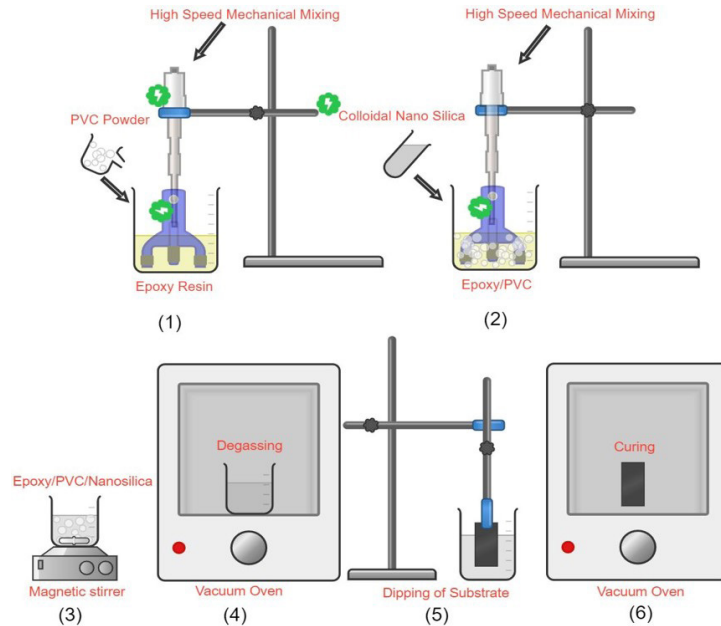 High Speed Mechanical Mixing
High Speed Mechanical Mixing
PVC Powder
Colloidal Nano Silica
Epoxy Resin
Epoxy/PVC
(1)
(2)
Degassing
Curing
Epoxy/PVC/Nanosilica
Magnetic stirrer
Vacuum Oven
Dipping of Substrate
Vacuum Oven
(3)
(4)
(5)
(6)